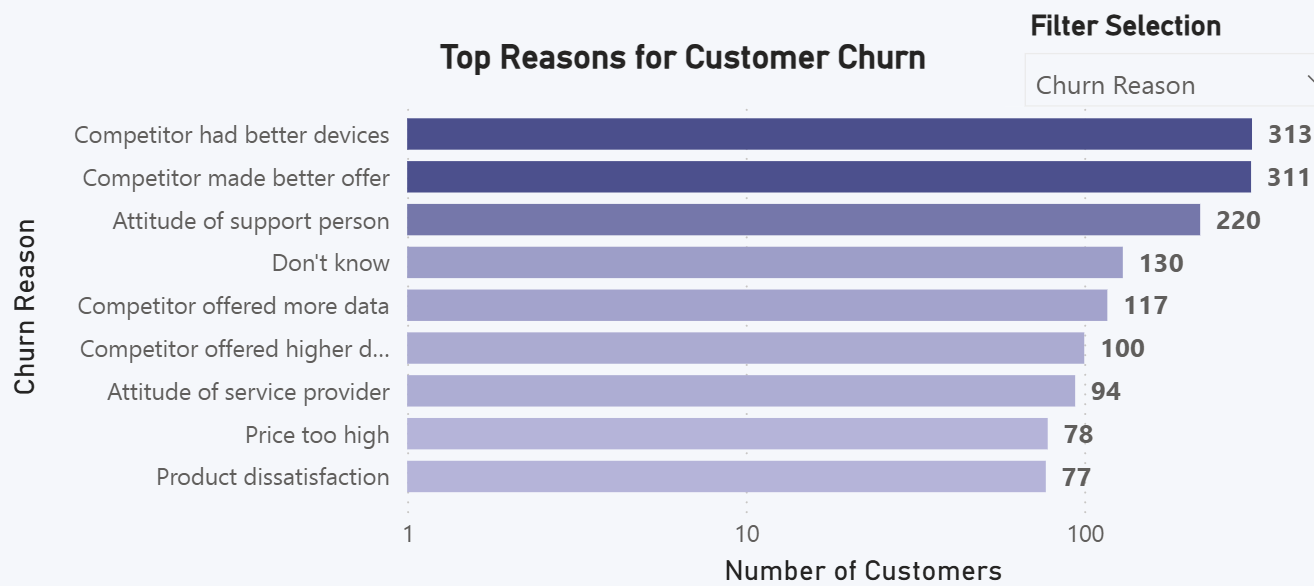 Filter Selection
Top Reasons for Customer Churn
Churn Reason
Churn Reason
Competitor had better devices
313
Competitor made better offer
311
Attitude of support person
220
Don't know
130
Competitor offered more data
117
Competitor offered higher d...
100
Attitude of service provider
94
Price too high
78
Product dissatisfaction
77
1
10
100
Number of Customers